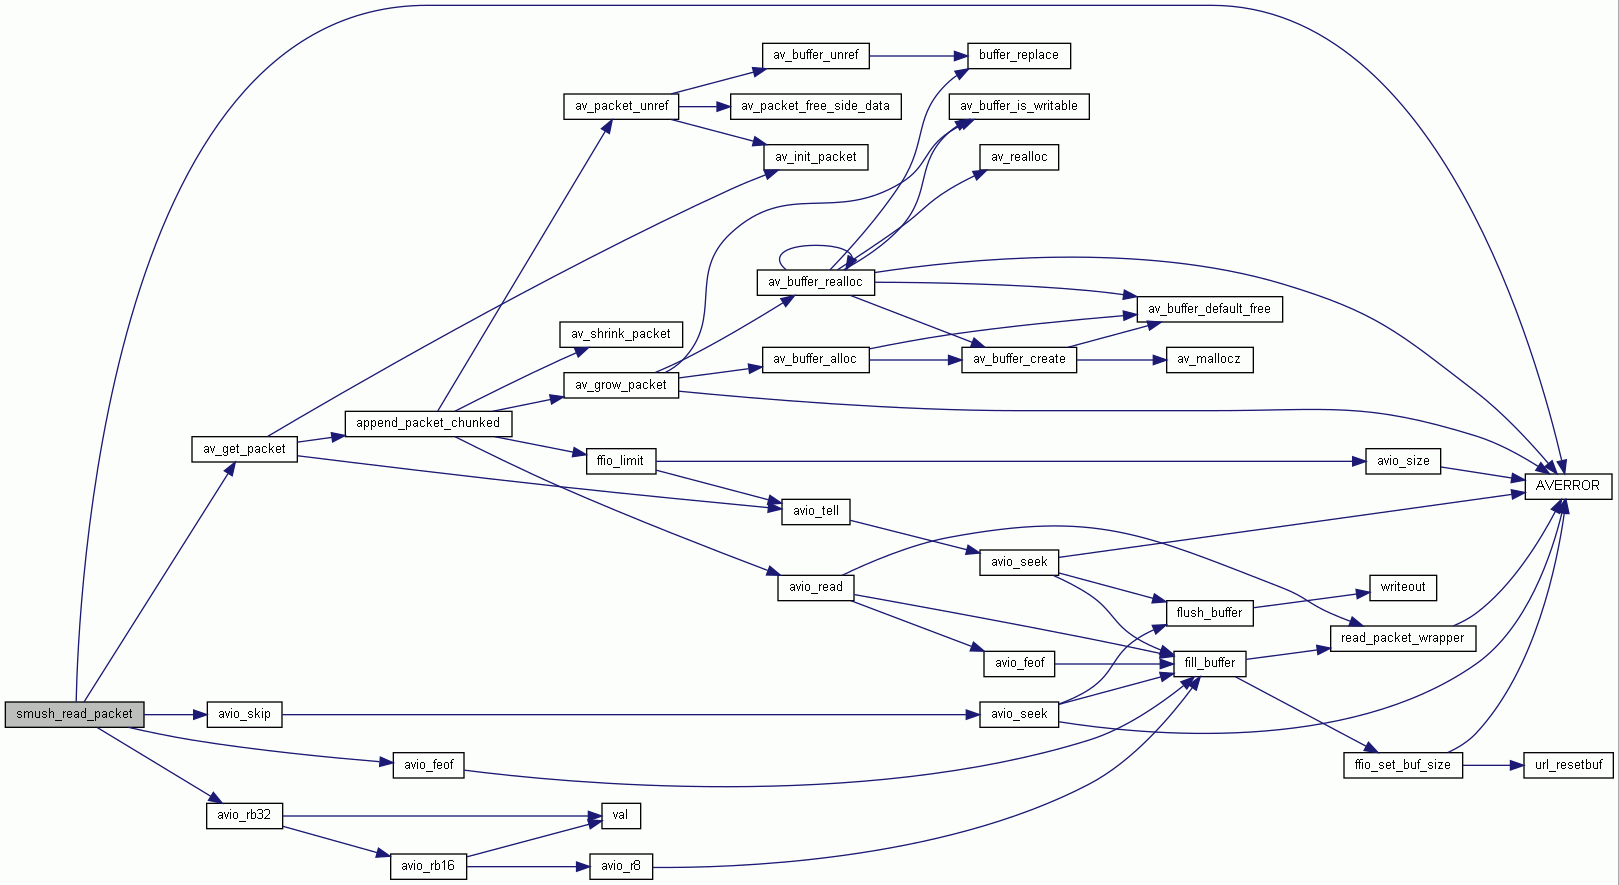 av_buffer_unref
buffer_replace
av_packet_unref
av_packet_free_side_data
av_buffer_is_writable
av_init_packet
av_realloc
av_buffer_realloc
av_buffer_default_free
av_shrink_packet
av_buffer_alloc
av_buffer_create
av_mallocz
av_grow_packet
append_packet_chunked
av_get_packet
ffio_limit
avio_size
AVERROR
avio_tell
avio_seek
avio_read
writeout
flush_buffer
read_packet_wrapper
avio_feof
fill_buffer
smush_read_packet
avio_skip
avio_seek
avio_feof
ffio_set_buf_size
url_resetbuf
avio_rb32
val
avio_rb16
avio_r8